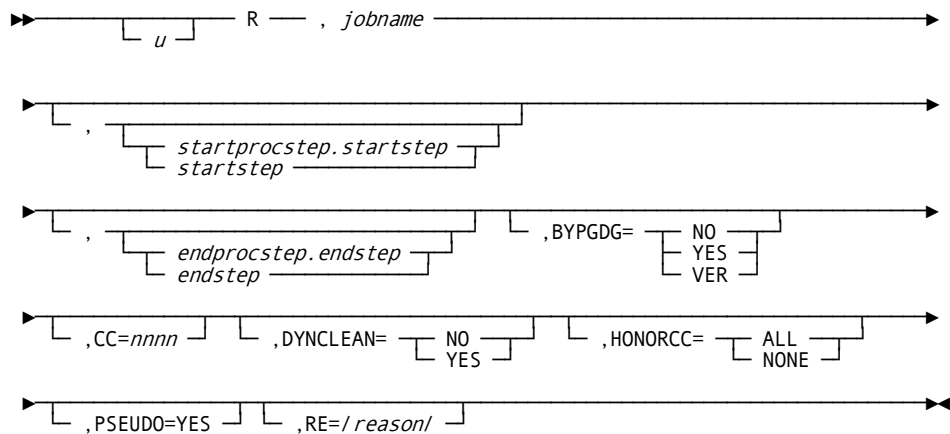 R , jobname
u
,
startprocstep.startstep
startstep
, ,BYPGDG= NO
endprocstep.endstep YES
endstep VER
,CC=nnnn ,DYNCLEAN= NO ,HONORCC= ALL
YES NONE
,PSEUDO=YES ,RE=/reason/